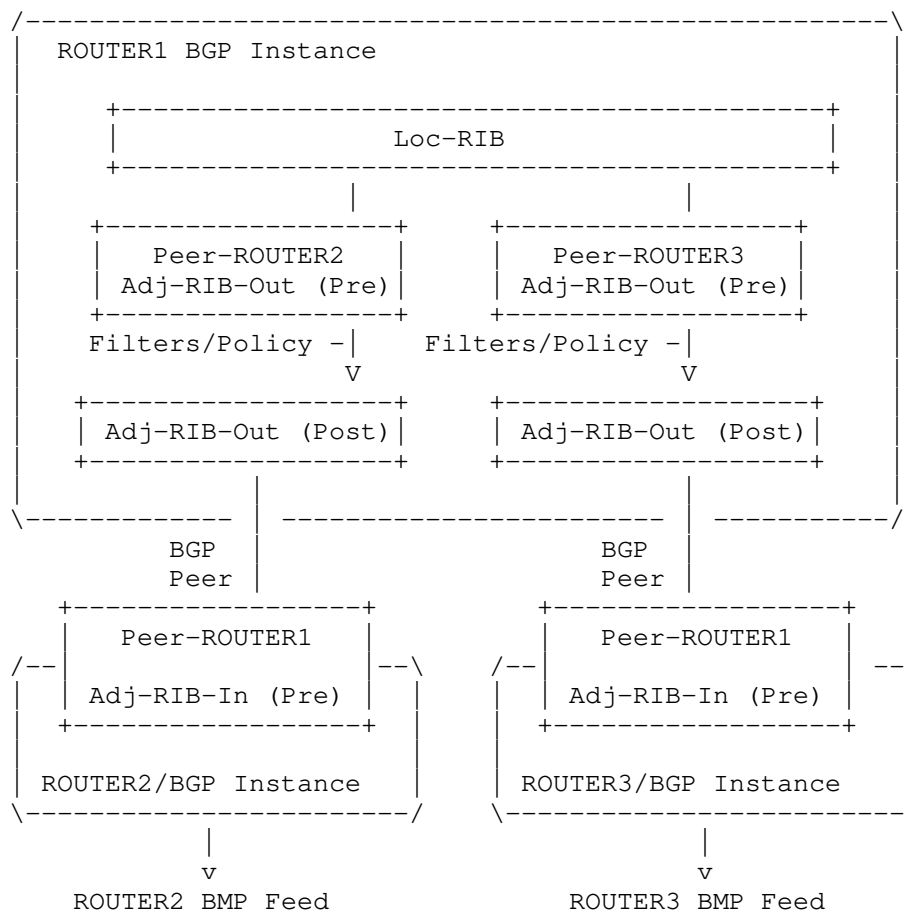 ROUTER1 BGP Instance
Loc-RIB
Peer-ROUTER2 Peer-ROUTER3
Adj-RIB-Out (Pre) Adj-RIB-Out (Pre)
Filters/Policy - Filters/Policy -
V V
Adj-RIB-Out (Post) Adj-RIB-Out (Post)
BGP BGP
Peer Peer
Peer-ROUTER1 Peer-ROUTER1
Adj-RIB-In (Pre) Adj-RIB-In (Pre)
ROUTER2/BGP Instance ROUTER3/BGP Instance
v v
ROUTER2 BMP Feed ROUTER3 BMP Feed